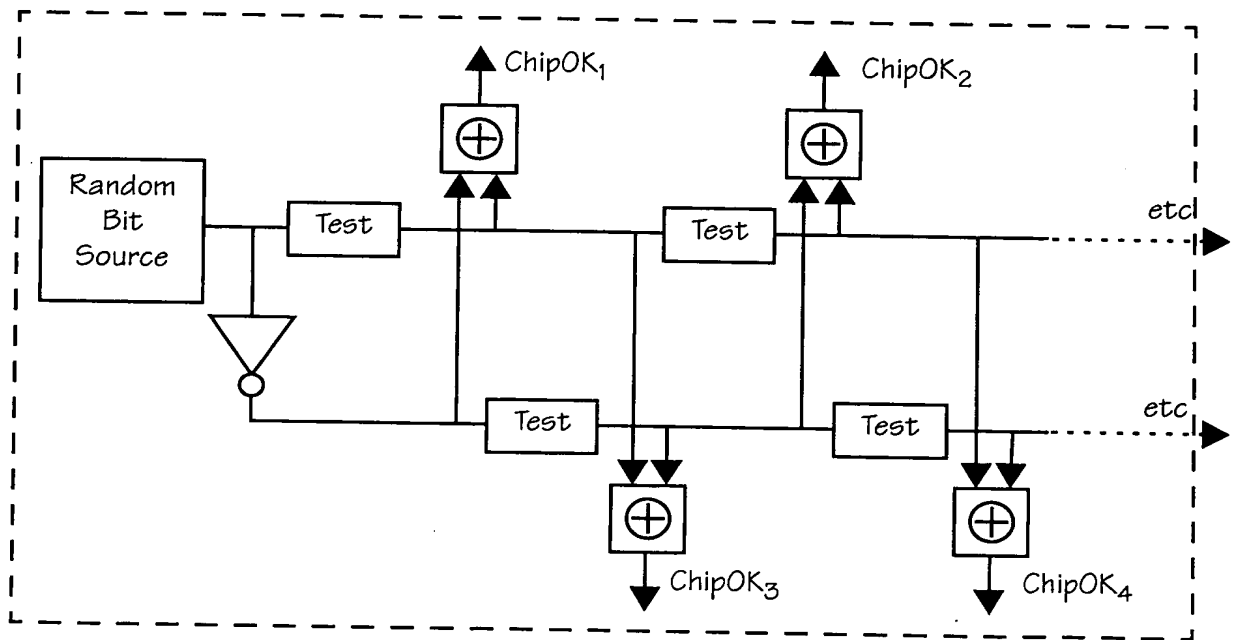 ChipOK1
ChipOK2
Random
Bit
Source
Test
Test
etc
Test
Test
etc
ChipOK3
ChipOK4